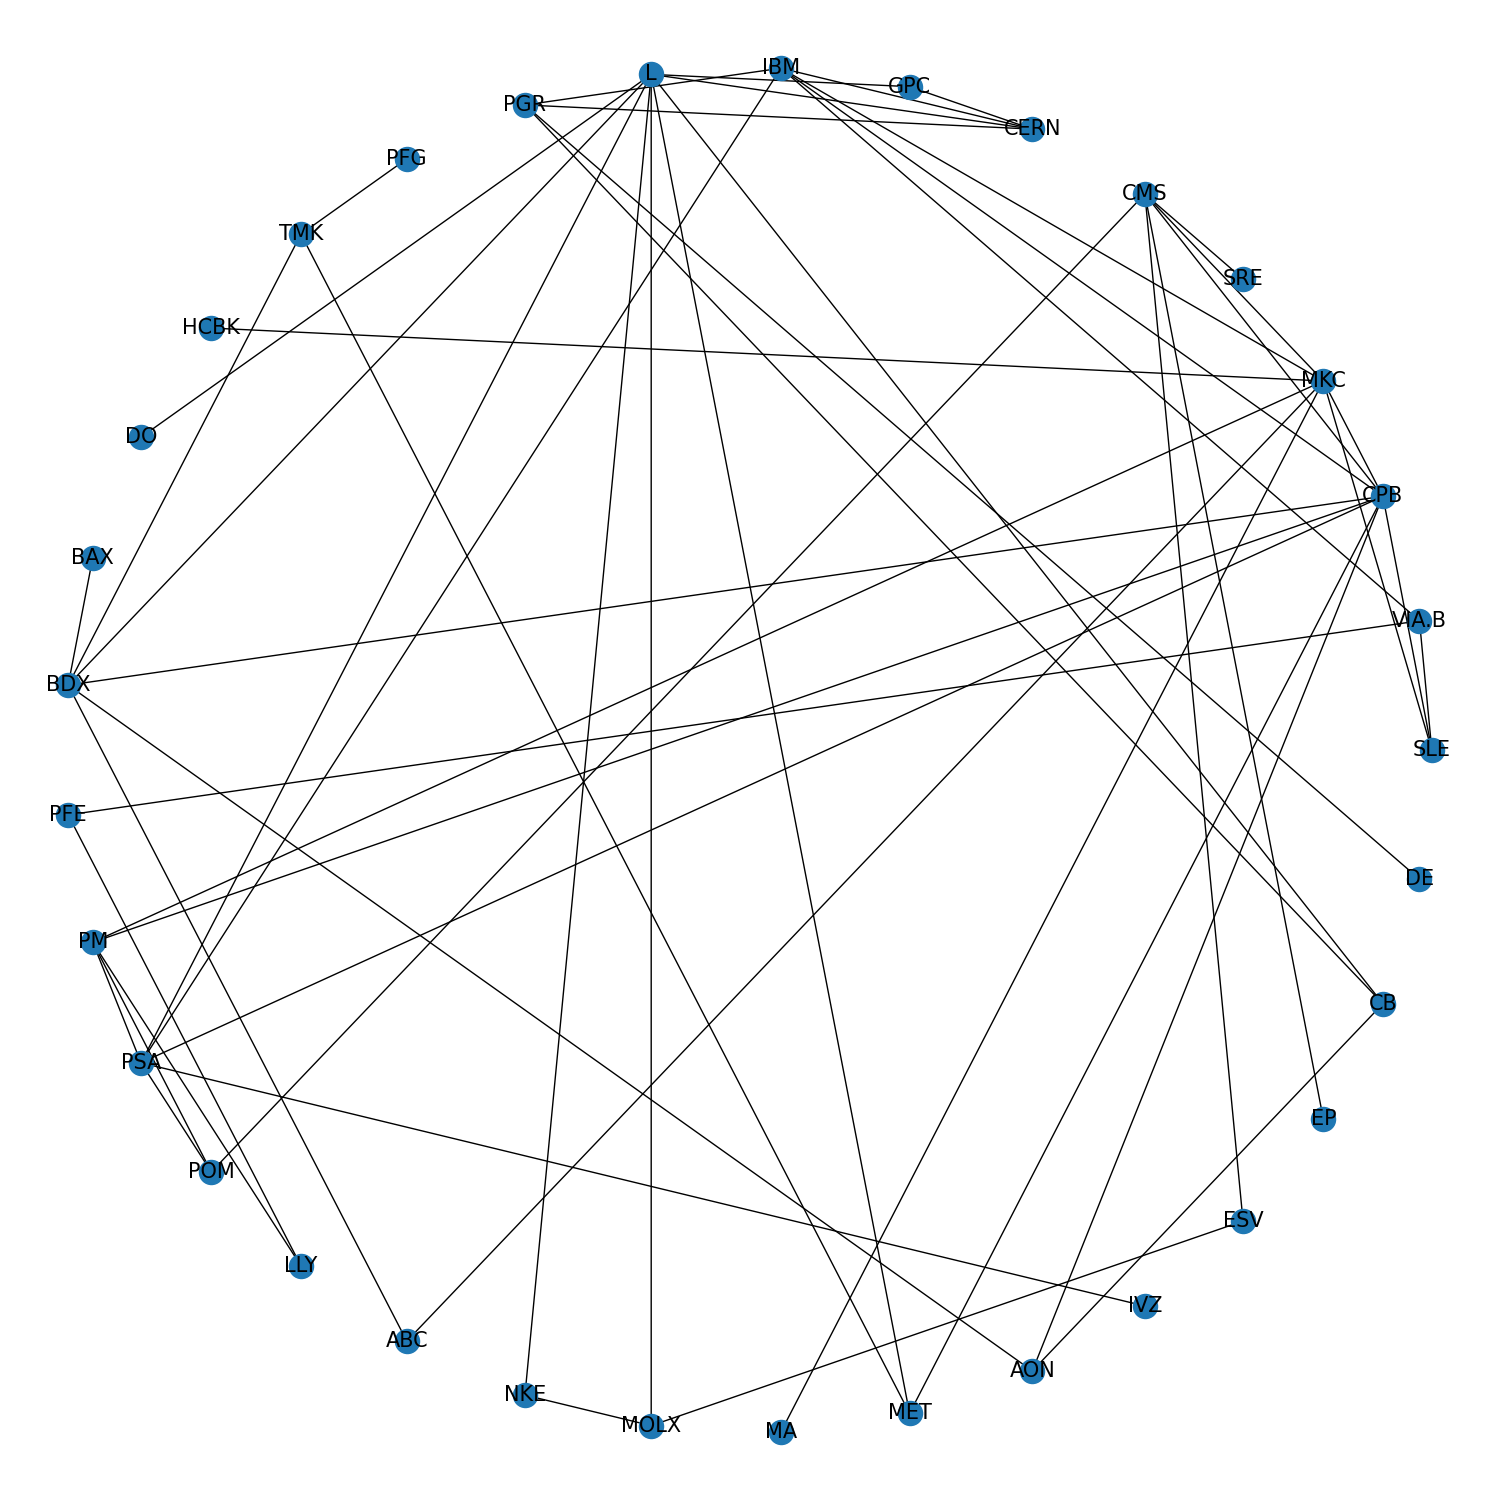 IBM
L
GPC
PGR
CERN
PFG
CMS
TMK
SRE
HCBK
MKC
DO
CPB
BAX
VIA.B
BDX
SLE
PFE
DE
PM
CB
PSA
EP
POM
ESV
LLY
IVZ
ABC
AON
NKE
MET
MOLX
MA